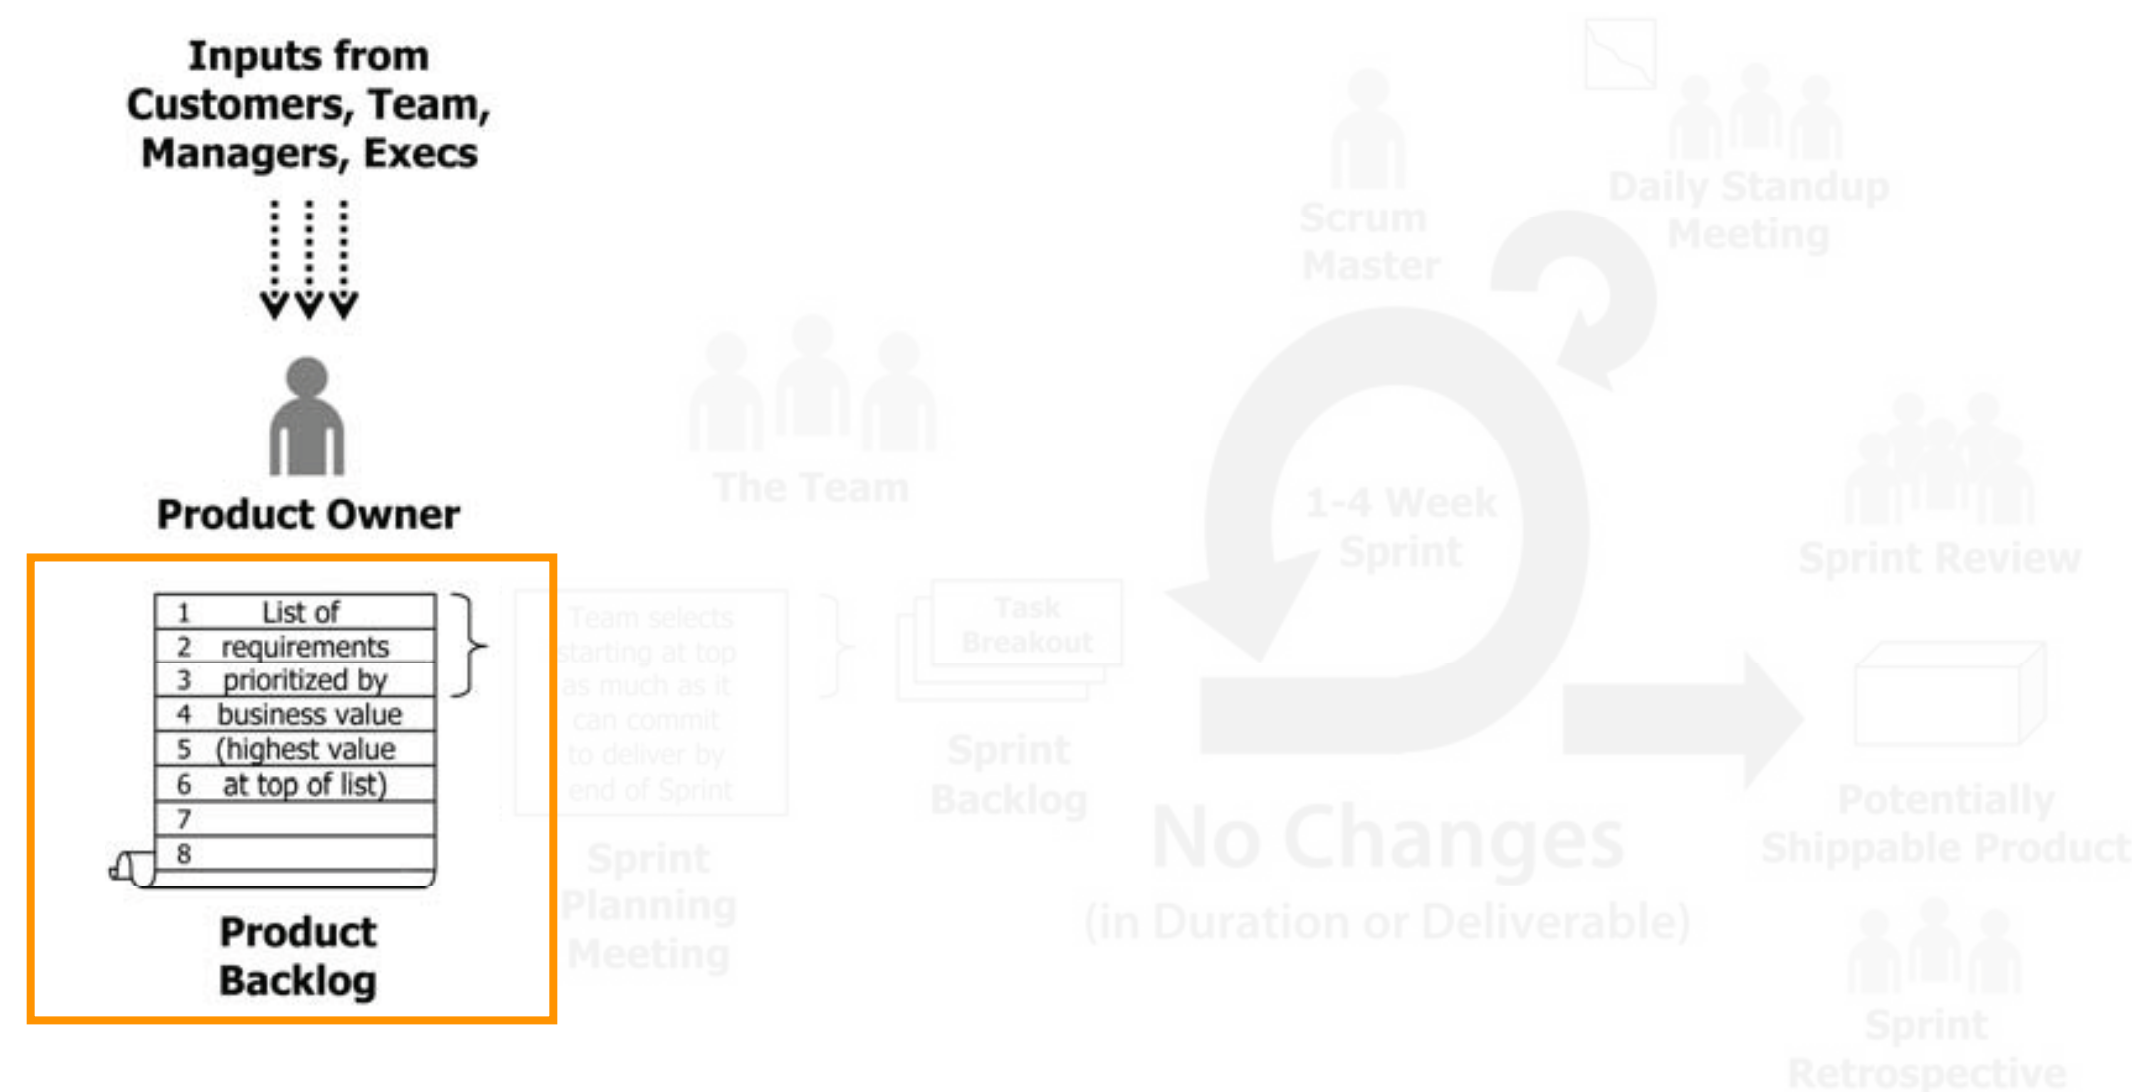 Inputs from
Customers, Team,
Managers, Execs
Product Owner
1 List of
2 requirements
3 prioritized by
4 business value
5 (highest value
6 at top of list)
7
8
Product
Backlog
The Team
Team selects
starting at top
as much as it
can commit
to deliver by
end of Sprint
Sprint
Planning
Meeting
Task
Breakout
Sprint
Backlog
Scrum
Master
Daily Standup
Meeting
1-4 Week
Sprint
No Changes
(in Duration or Deliverable)
Sprint Review
Potentially
Shippable Product
Sprint
Retrospective